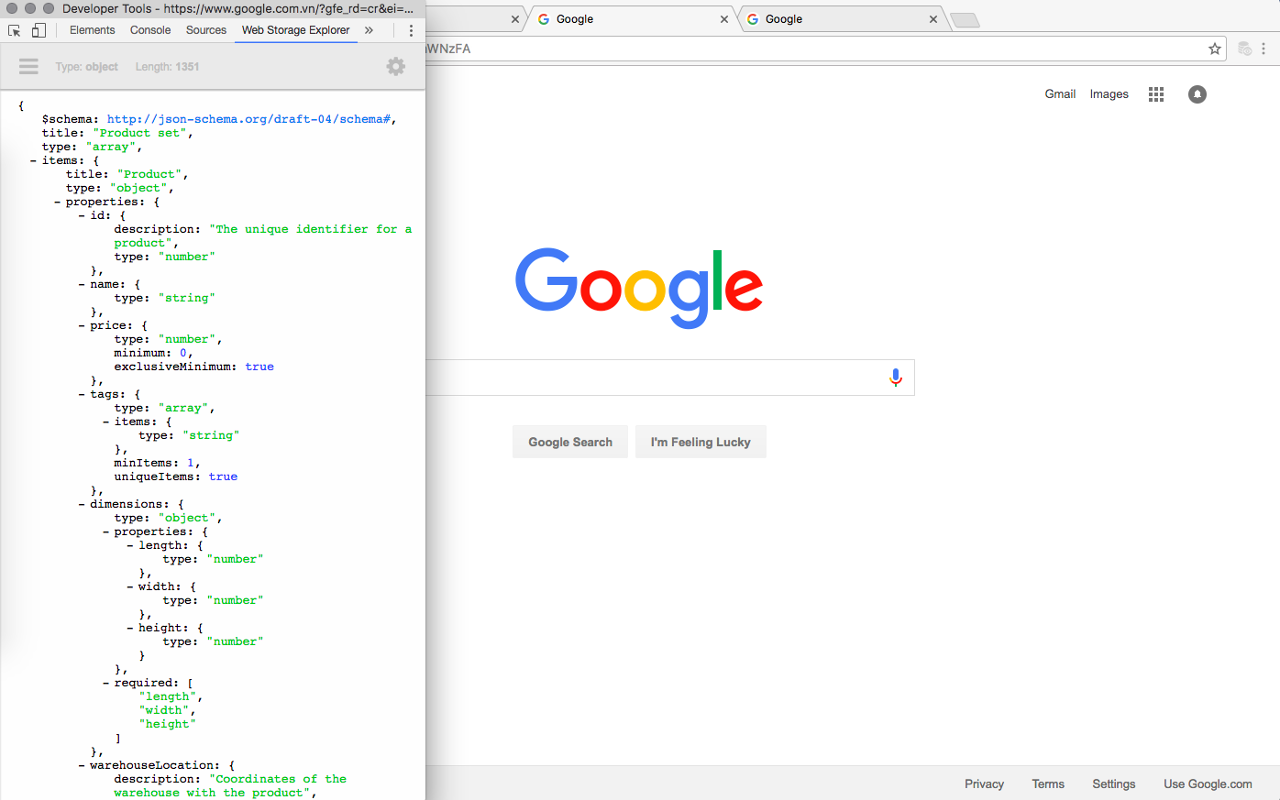 Developer Tools - https://www.google.com.vn/?gfe_rd=cr&ei=...
Elements Console Sources Web Storage Explorer »
Type: object Length: 1351
{
$schema: http://json-schema.org/draft-04/schema#,
title: "Product set",
type: "array",
- items: {
title: "Product",
type: "object",
- properties: {
- id: {
description: "The unique identifier for a
product",
type: "number"
},
- name: {
type: "string"
},
- price: {
type: "number",
minimum: 0,
exclusiveMinimum: true
},
- tags: {
type: "array",
- items: {
type: "string"
},
minItems: 1,
uniqueItems: true
},
- dimensions: {
type: "object",
- properties: {
- length: {
type: "number"
},
- width: {
type: "number"
},
- height: {
type: "number"
}
},
- required: [
"length",
"width",
"height"
]
},
- warehouseLocation: {
description: "Coordinates of the
warehouse with the product",
Google
Google
WNzFA
Gmail Images
Google
Google Search I'm Feeling Lucky
Privacy Terms Settings Use Google.com